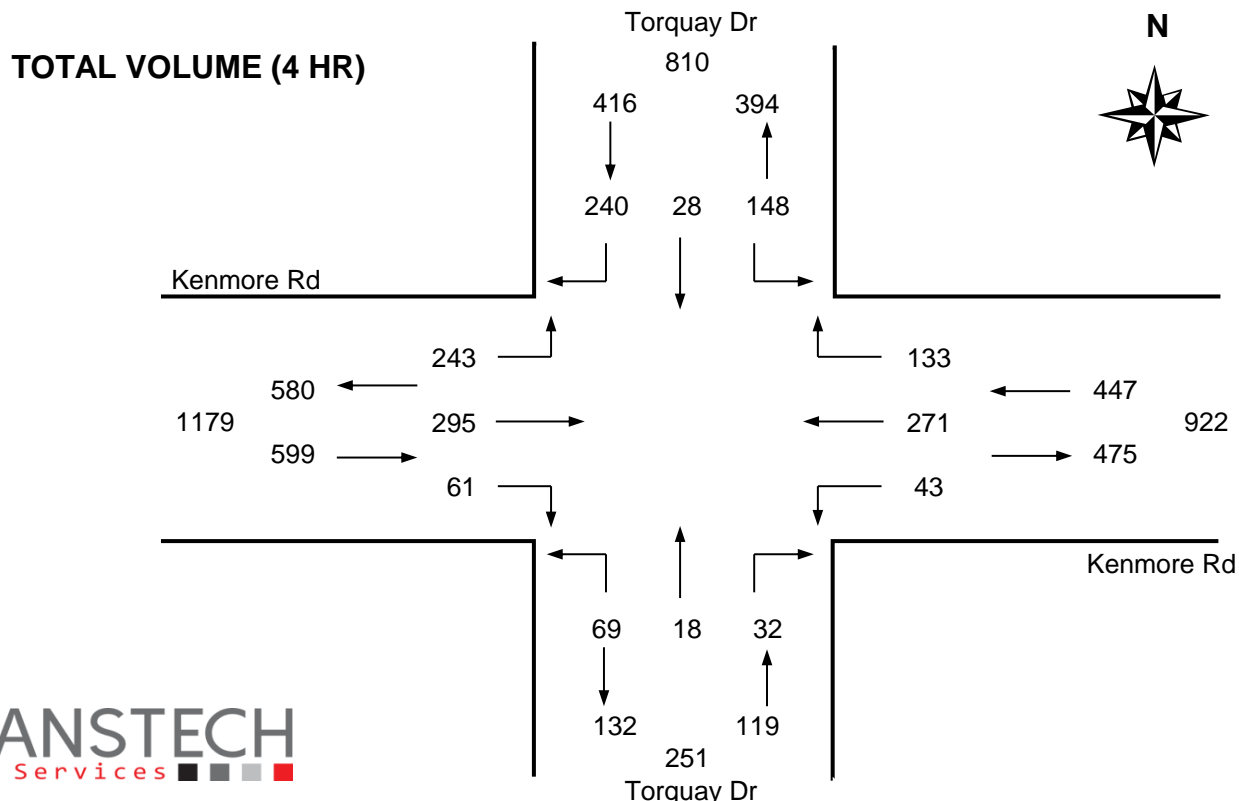 Torquay Dr
N
TOTAL VOLUME (4 HR)
810
416 394
240 28 148
Kenmore Rd
243 133
580 447
1179 295 271 922
599 475
61 43
Kenmore Rd
69 18 32
132 119
251
ANSTECH
Services
Torquay Dr